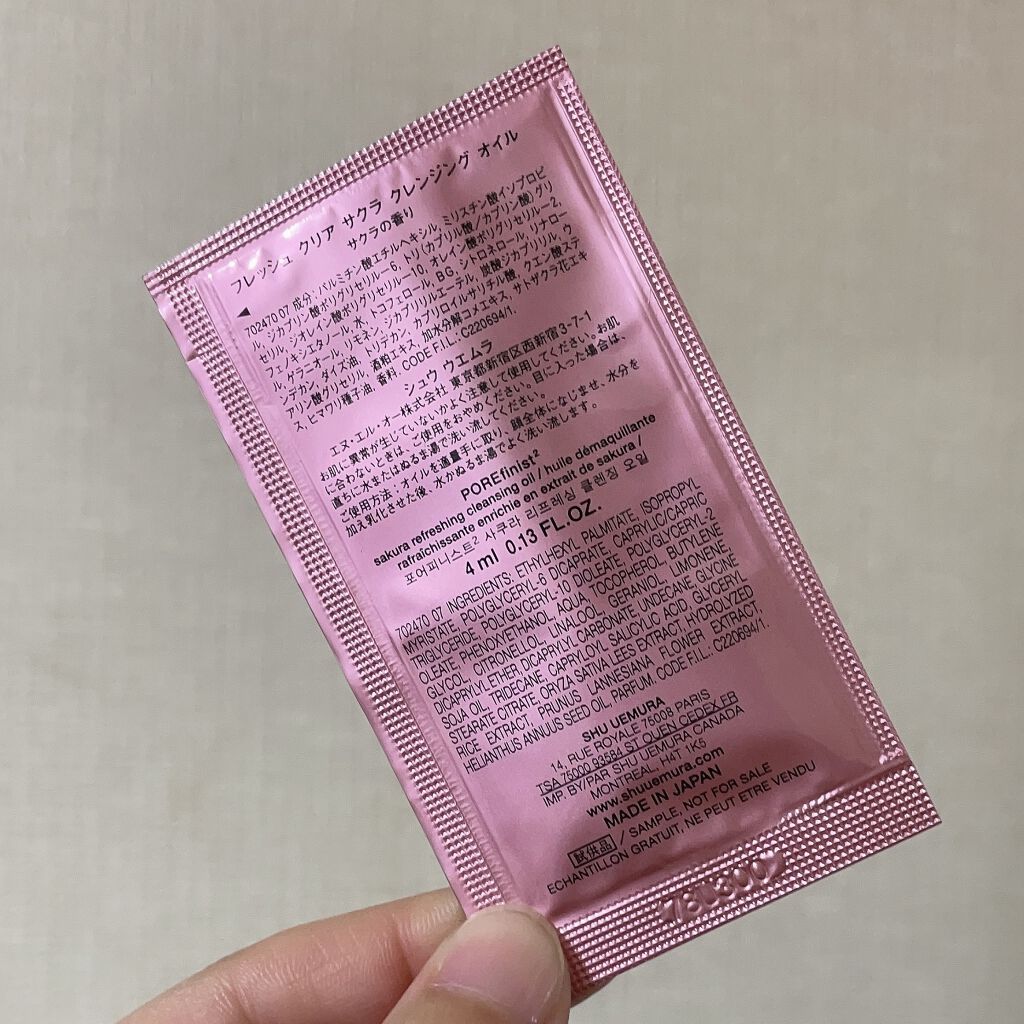 フレッシュ クリア サクラ クレンジング オイル
サクラの香り
702470 07 成分：パルミチン酸エチルヘキシル、ミリスチン酸イソプロピ
ル、ジカプリン酸ポリグリセリル－6、トリ（カプリル酸／カプリン酸）グリ
セリル、ジオレイン酸ポリグリセリル－10、オレイン酸ポリグリセリル－2、
フェノキシエタノール、水、トコフェロール、BG、シトロネロール、リナロー
ル、ゲラニオール、リモネン、ジカプリリルエーテル、炭酸ジカプリリル、ウ
ンデカン、ダイズ油、トリデカン、カプリロイルサリチル酸、クエン酸ステ
アリン酸グリセリル、酒粕エキス、加水分解コメエキス、サトザクラ花エキ
ス、ヒマワリ種子油、香料 CODE F.I.L.: C220694/1.
シュウ ウエムラ
エヌ・エル・オー株式会社 東京都新宿区西新宿3-7-1
お肌に異常が生じていないかよく注意して使用してください。お肌
に合わないときは、ご使用をおやめください。目に入った場合は、
直ちに水またはぬるま湯で洗い流してください。
ご使用方法：オイルを適量手に取り、顔全体になじませ、水分を
加え乳化させた後、水かぬるま湯でよく洗い流します。
POREfinist²
sakura refreshing cleansing oil / huile démaquillante
rafraîchissante enrichie en extrait de sakura /
포어피니스트² 사쿠라 리프레싱 클렌징 오일
4 ml 0.13 FL.OZ.
702470 07 INGREDIENTS: ETHYLHEXYL PALMITATE, ISOPROPYL
MYRISTATE, POLYGLYCERYL-6 DICAPRATE, CAPRYLIC/CAPRIC
TRIGLYCERIDE, POLYGLYCERYL-10 DIOLEATE, POLYGLYCERYL-2
OLEATE, PHENOXYETHANOL, AQUA, TOCOPHEROL, BUTYLENE
GLYCOL, CITRONELLOL, LINALOOL, GERANIOL, LIMONENE,
DICAPRYLYL ETHER, DICAPRYLYL CARBONATE, UNDECANE, GLYCINE
SOJA OIL, TRIDECANE, CAPRYLOYL SALICYLIC ACID, GLYCERYL
STEARATE CITRATE, ORYZA SATIVA LEES EXTRACT, HYDROLYZED
RICE EXTRACT, PRUNUS LANNESIANA FLOWER EXTRACT,
HELIANTHUS ANNUUS SEED OIL, PARFUM. CODE F.I.L.: C220694/1.
SHU UEMURA
14, RUE ROYALE 75008 PARIS
TSA 75000 93584 ST OUEN CEDEX FR
IMP. BY/PAR SHU UEMURA CANADA
MONTREAL, H4T 1K5
www.shuuemura.com
MADE IN JAPAN
試供品 / SAMPLE, NOT FOR SALE
ECHANTILLON GRATUIT, NE PEUT ETRE VENDU